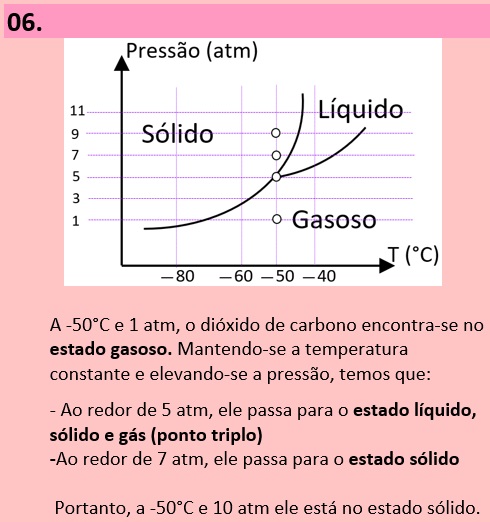 06.
Pressão (atm)
11
9
7
5
3
1
Sólido
Líquido
Gasoso
T (°C)
—80 —60 —50 —40
A -50°C e 1 atm, o dióxido de carbono encontra-se no
estado gasoso. Mantendo-se a temperatura
constante e elevando-se a pressão, temos que:
- Ao redor de 5 atm, ele passa para o estado líquido,
sólido e gás (ponto triplo)
-Ao redor de 7 atm, ele passa para o estado sólido
Portanto, a -50°C e 10 atm ele está no estado sólido.